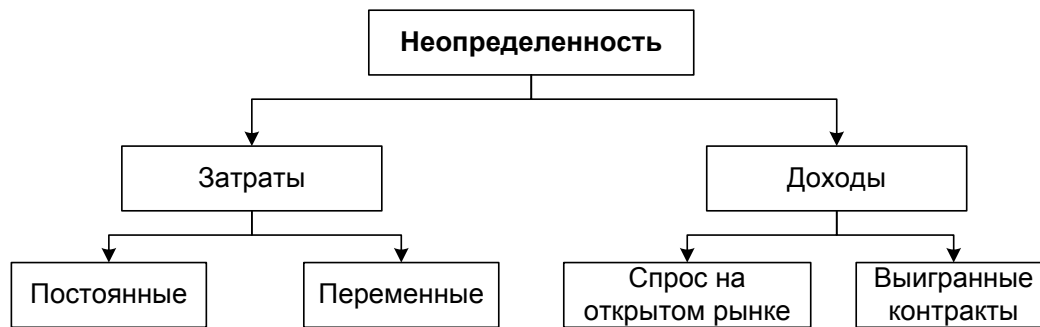 Неопределенность
Затраты
Доходы
Постоянные
Переменные
Спрос на
открытом рынке
Выигранные
контракты